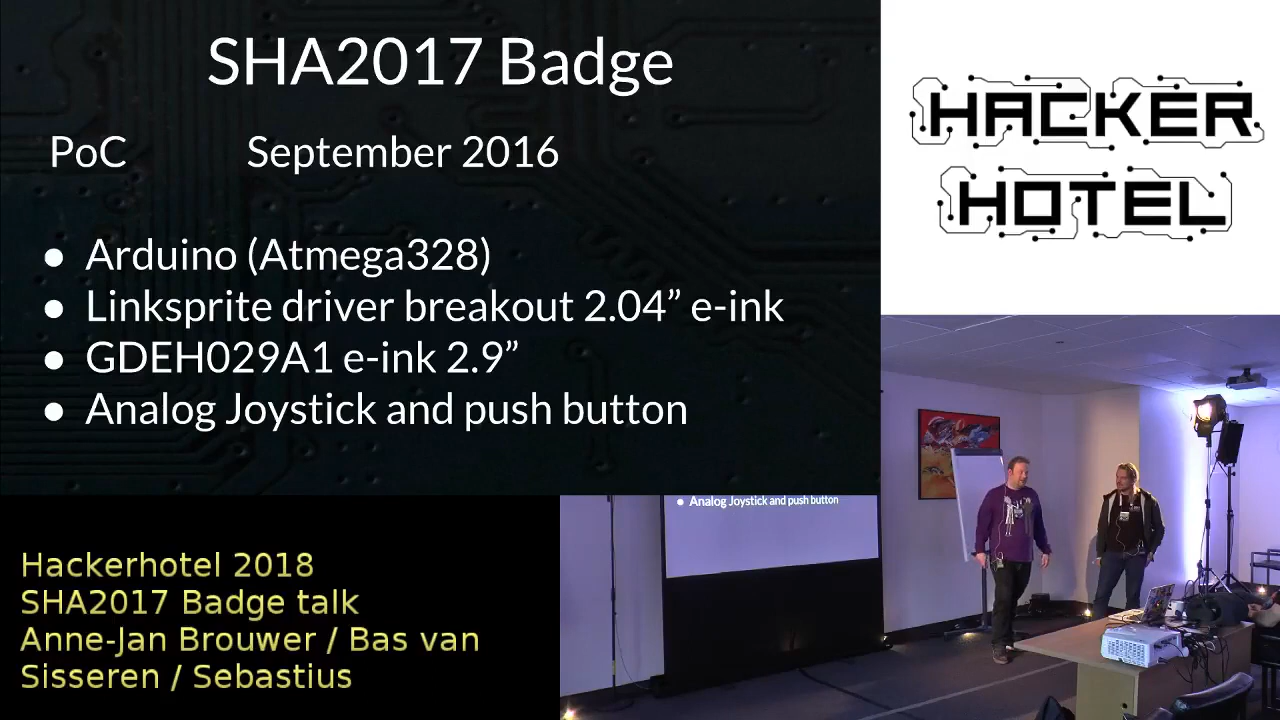 SHA2017 Badge
PoC September 2016
● Arduino (Atmega328)
● Linksprite driver breakout 2.04” e-ink
● GDEH029A1 e-ink 2.9”
● Analog Joystick and push button
HACKER
HOTEL
● Analog Joystick and push button
Hackerhotel 2018
SHA2017 Badge talk
Anne-Jan Brouwer / Bas van
Sisseren / Sebastius